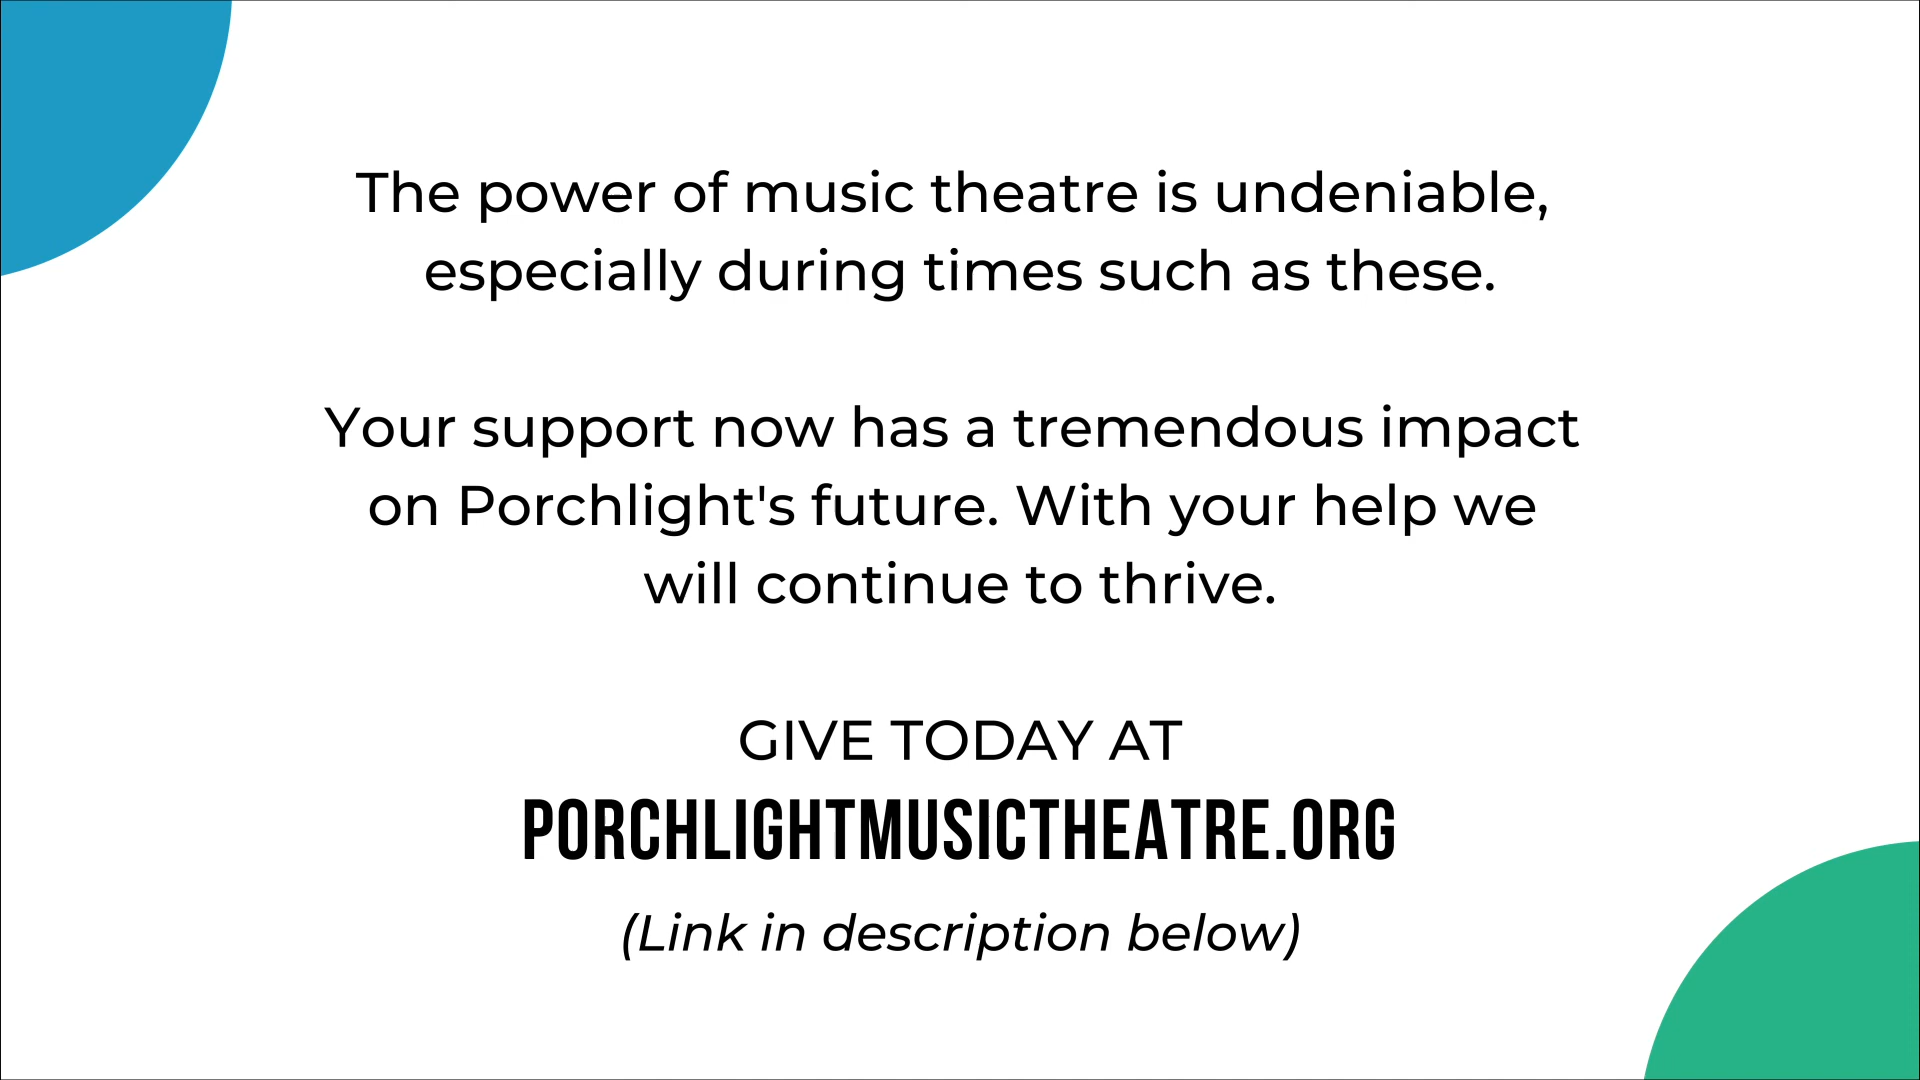 The power of music theatre is undeniable,
especially during times such as these.
Your support now has a tremendous impact
on Porchlight's future. With your help we
will continue to thrive.
GIVE TODAY AT
PORCHLIGHTMUSICTHEATRE.ORG
(Link in description below)